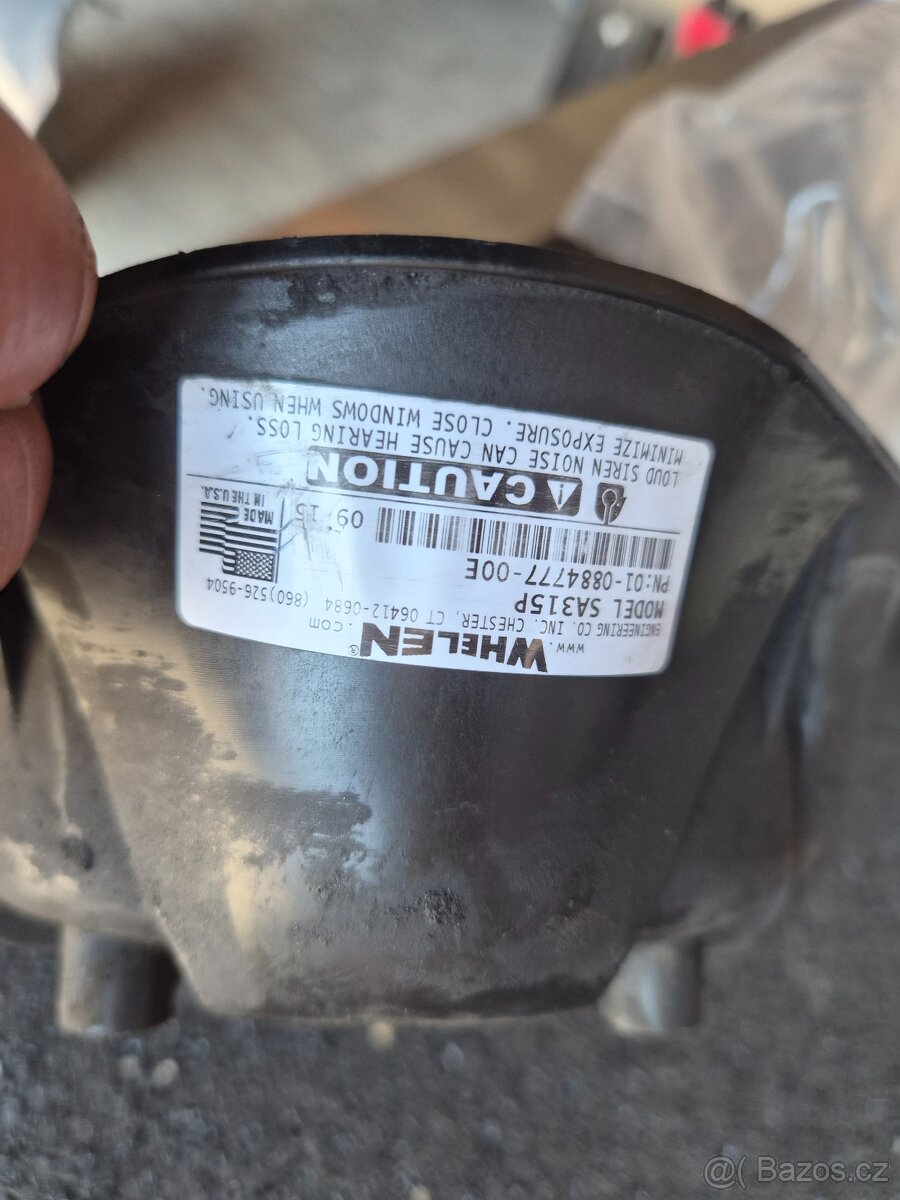 www.
WHELEN®
.com
ENGINEERING CO. INC. CHESTER, CT 06412-0684 (860)526-9504
MODEL SA315P
PN:01-0884777-00E
MADE
IN THE U.S.A.
09 15
CAUTION
LOUD SIREN NOISE CAN CAUSE HEARING LOSS.
MINIMIZE EXPOSURE. CLOSE WINDOWS WHEN USING.
@( Bazos.cz